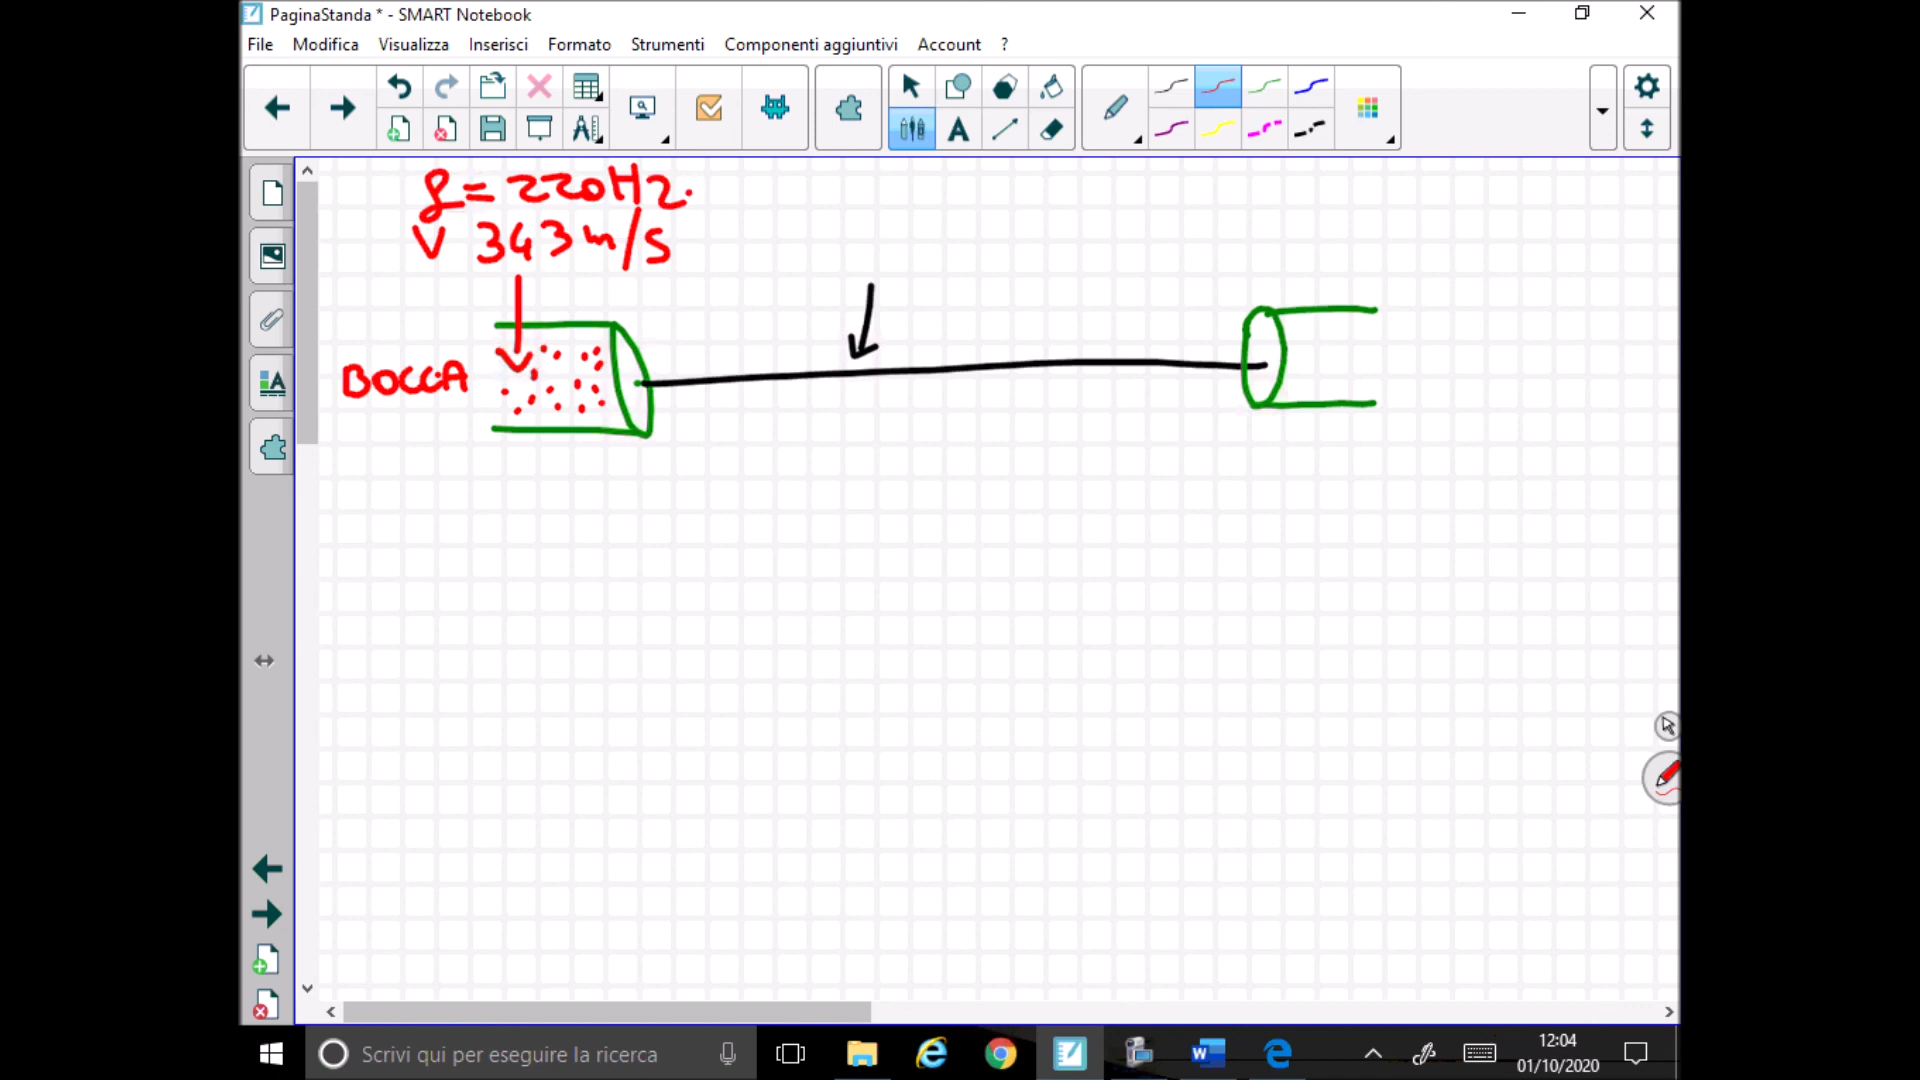 PaginaStanda * - SMART Notebook
File Modifica Visualizza Inserisci Formato Strumenti Componenti aggiuntivi Account ?
f = 220Hz.
V 343 m/s
BOCCA
Scrivi qui per eseguire la ricerca
12:04
01/10/2020